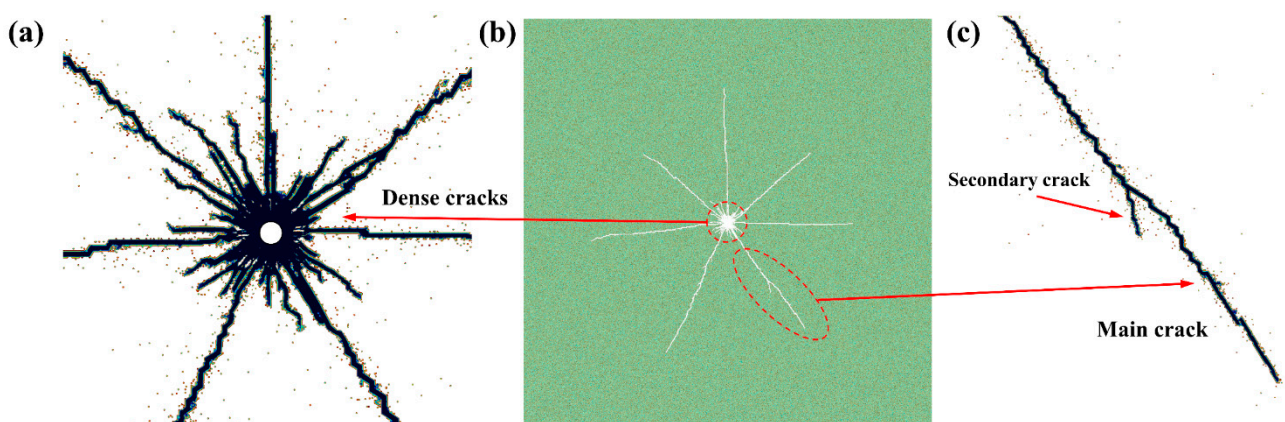 (a)
(b)
(c)
Dense cracks
Secondary crack
Main crack